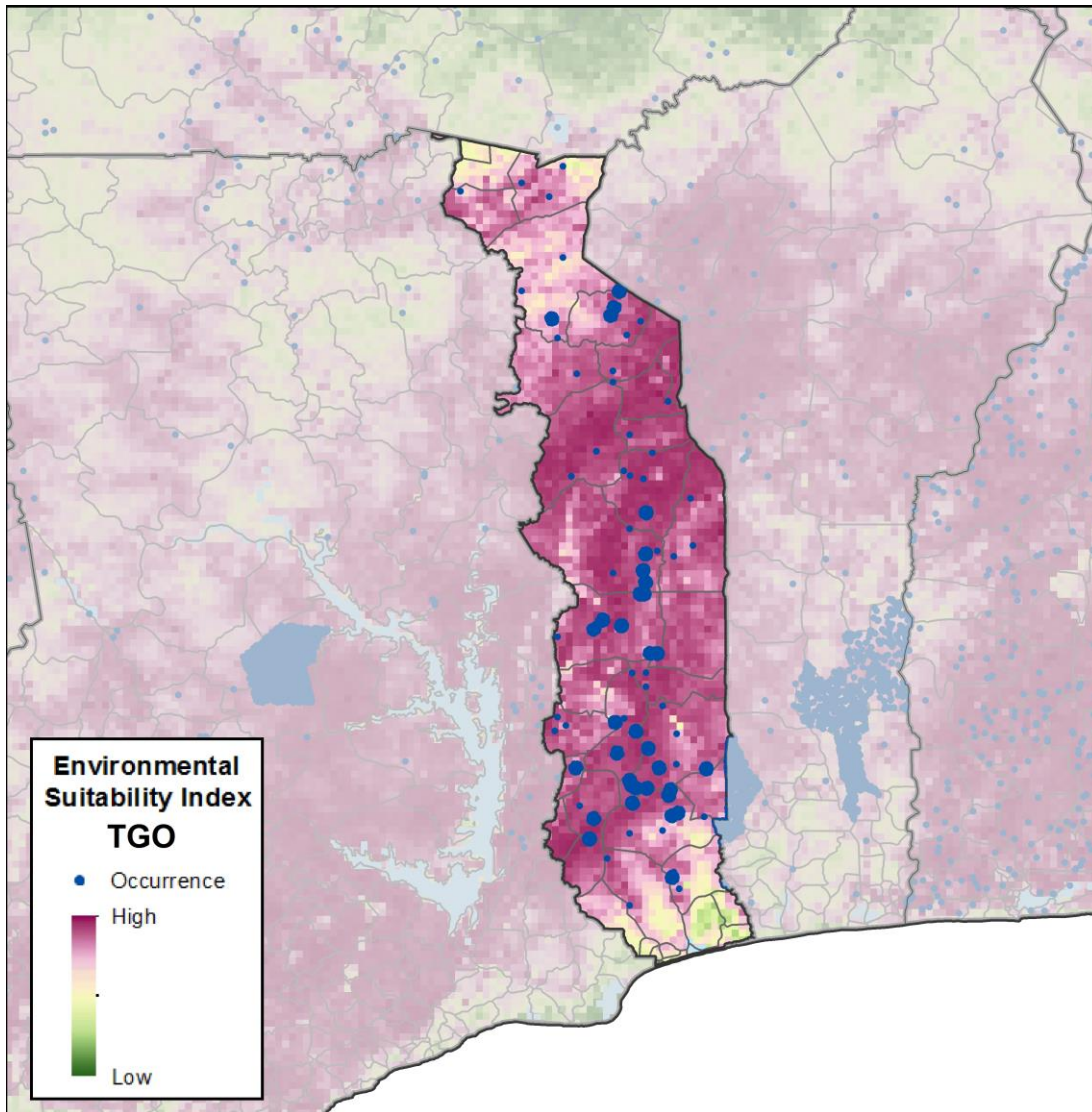 Environmental
Suitability Index
TGO
Occurrence
High
Low